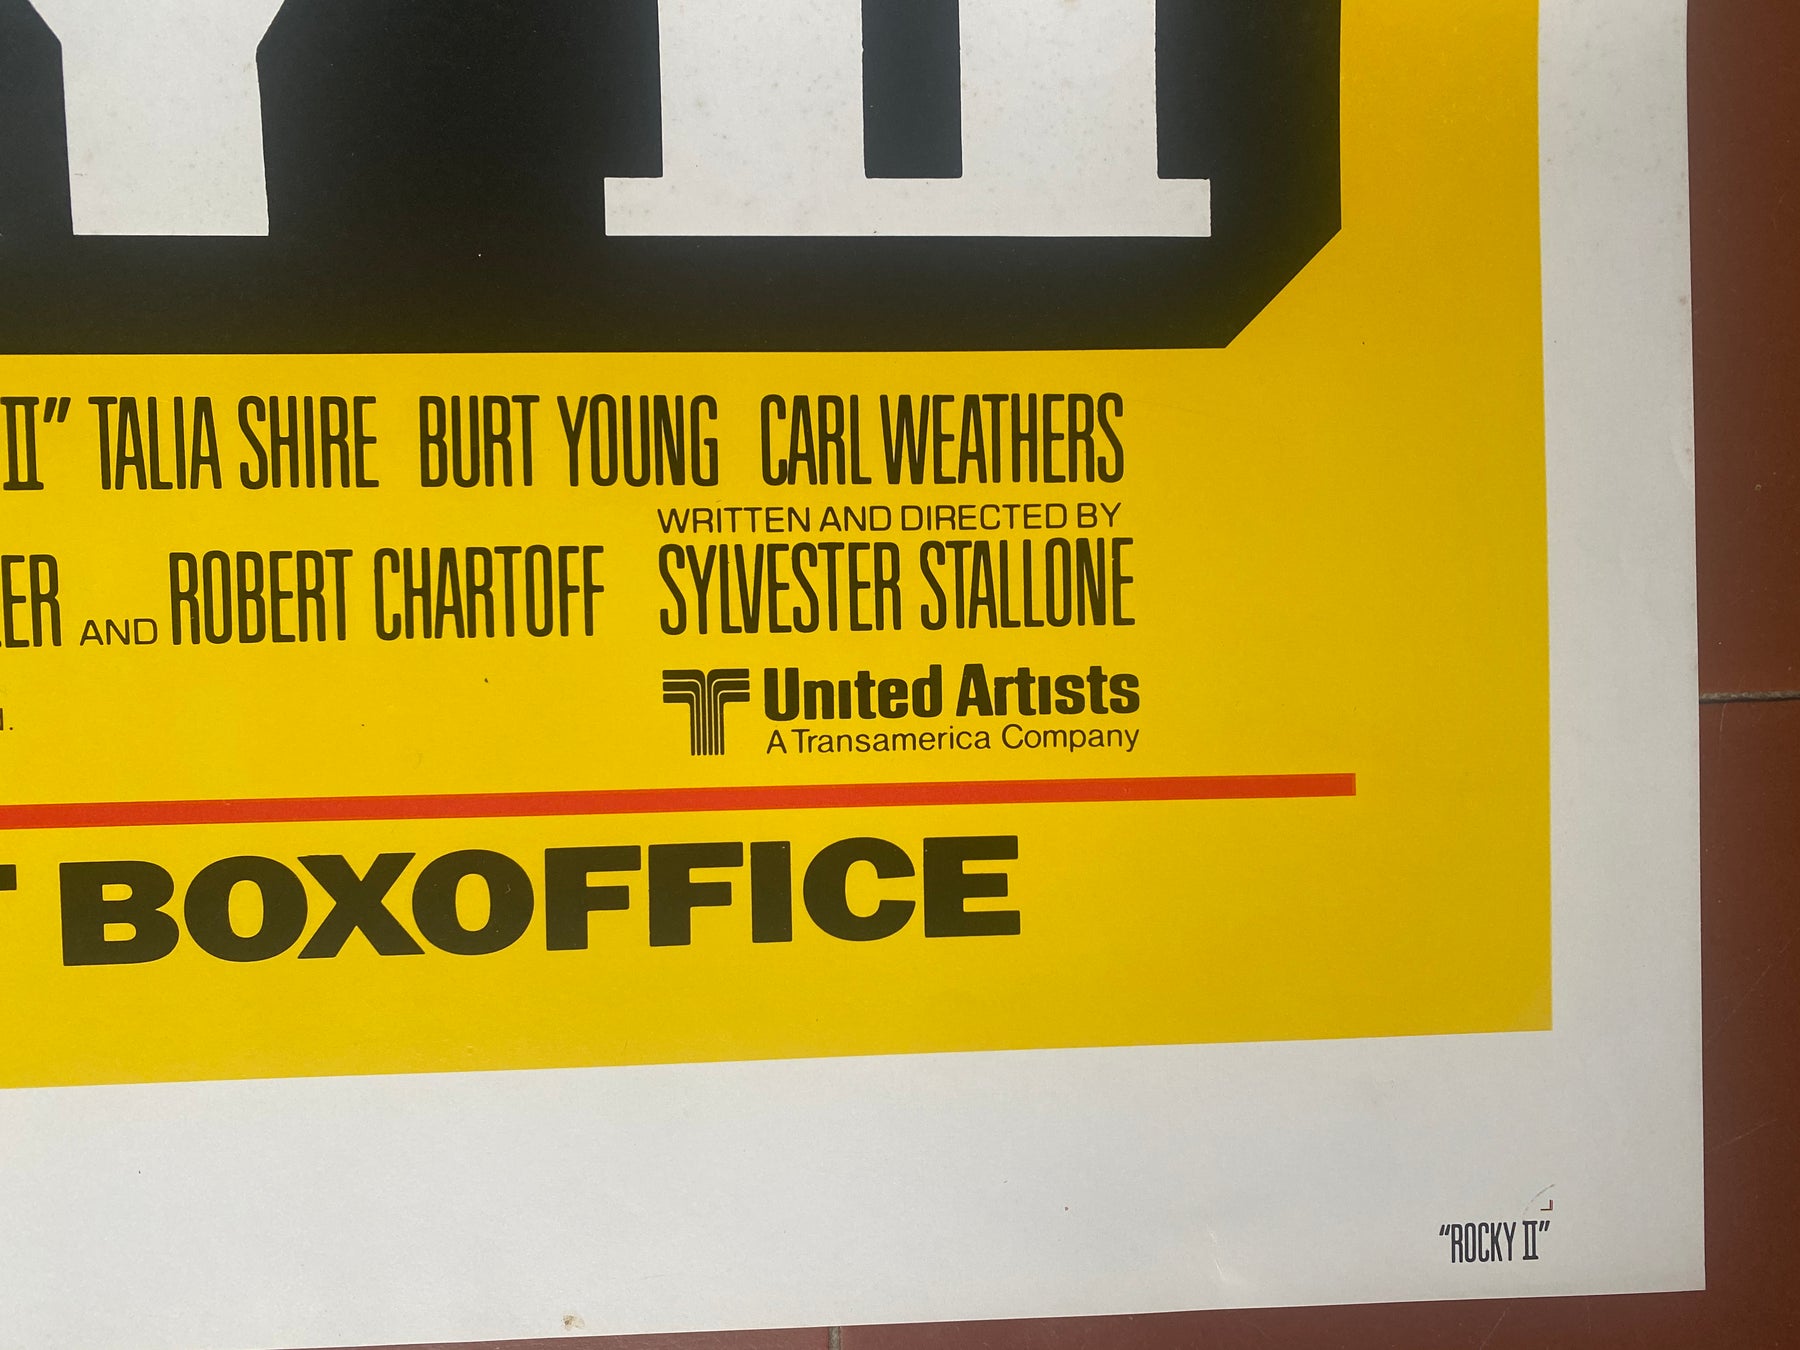 Y II
II” TALIA SHIRE BURT YOUNG CARL WEATHERS
WRITTEN AND DIRECTED BY
ER AND ROBERT CHARTOFF SYLVESTER STALLONE
United Artists
A Transamerica Company
T BOXOFFICE
“ROCKY II”